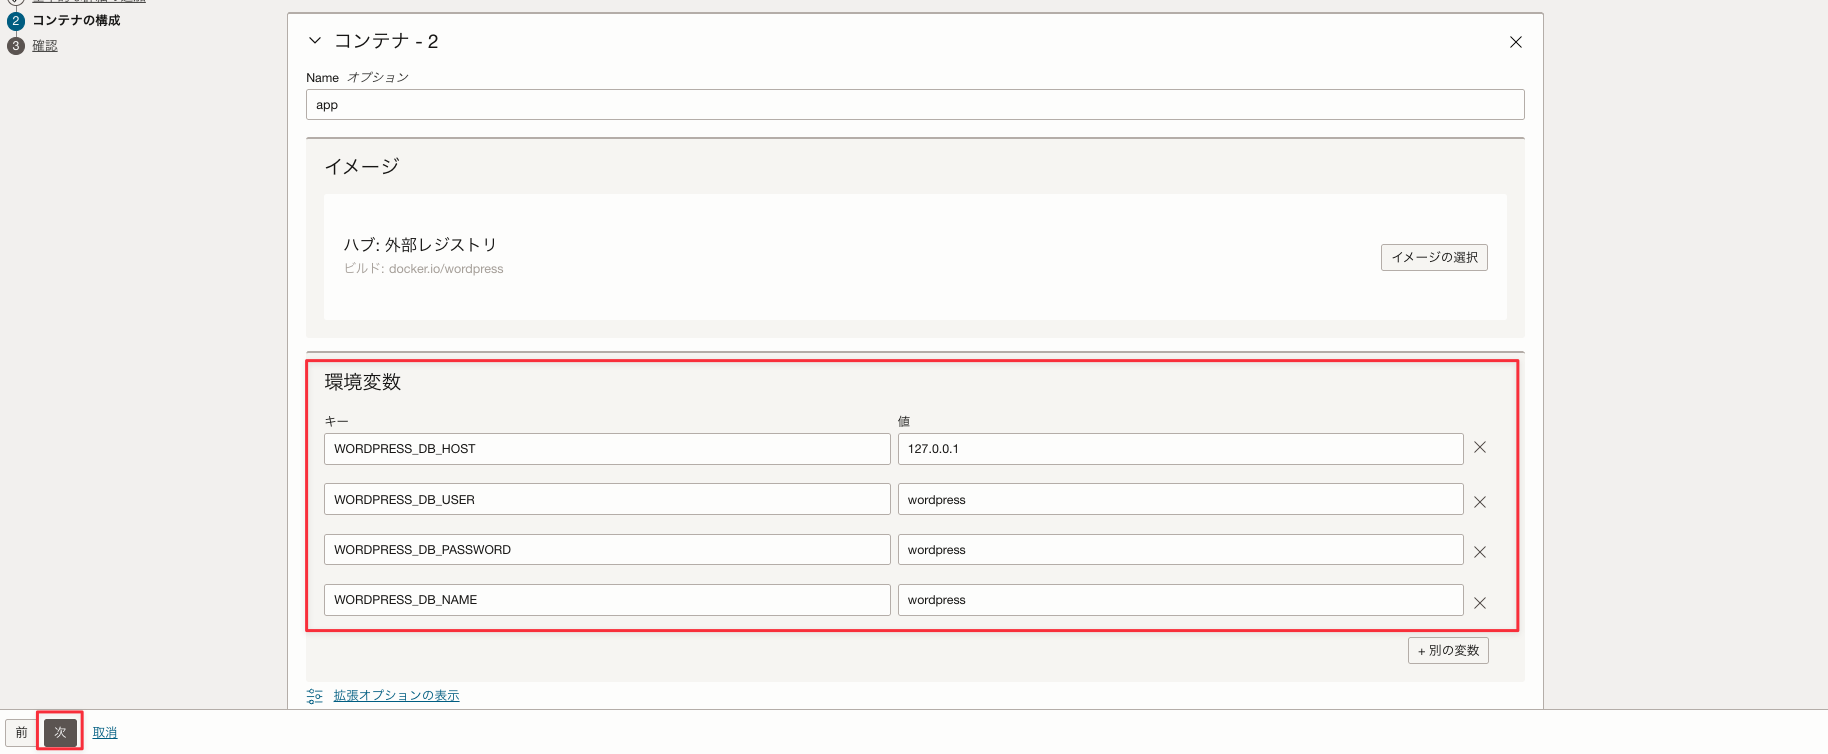 2 コンテナの構成
3 確認
コンテナ - 2
Name オプション
app
イメージ
ハブ: 外部レジストリ
ビルド: docker.io/wordpress
イメージの選択
環境変数
キー 値
WORDPRESS_DB_HOST 127.0.0.1
WORDPRESS_DB_USER wordpress
WORDPRESS_DB_PASSWORD wordpress
WORDPRESS_DB_NAME wordpress
+ 別の変数
拡張オプションの表示
前 次 取消